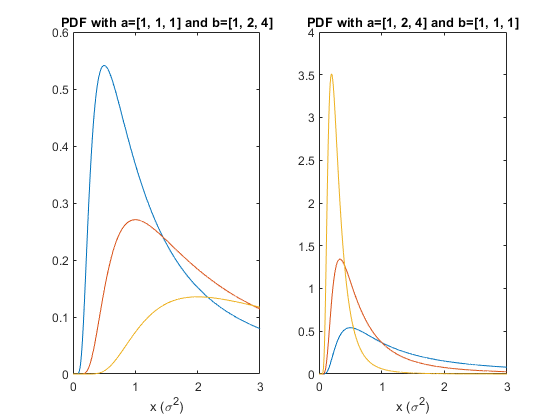 PDF with a=[1, 1, 1] and b=[1, 2, 4]
0.6
0.5
0.4
0.3
0.2
0.1
0
0 1 2 3
x (σ²)
PDF with a=[1, 2, 4] and b=[1, 1, 1]
4
3.5
3
2.5
2
1.5
1
0.5
0
0 1 2 3
x (σ²)